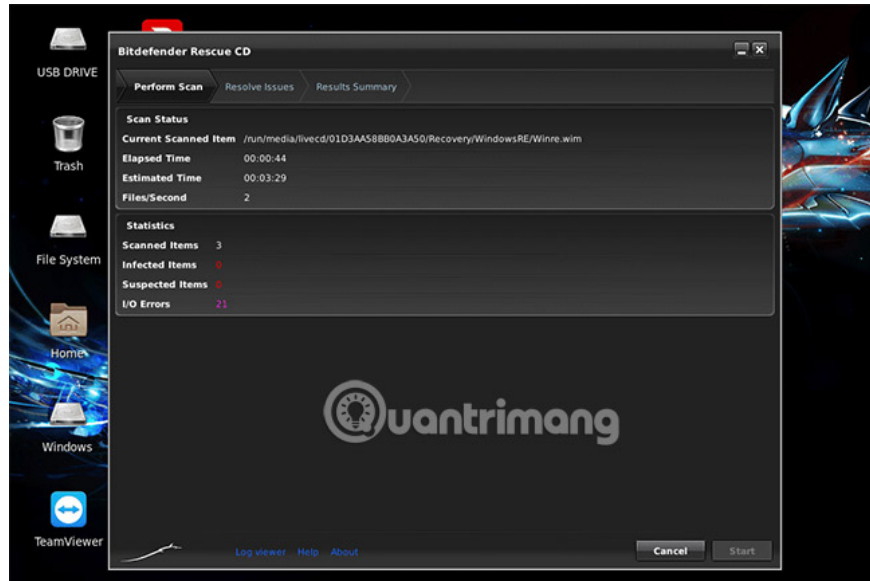 USB DRIVE
Trash
File System
Home
Windows
TeamViewer
Bitdefender Rescue CD
Perform Scan Resolve Issues Results Summary
Scan Status
Current Scanned Item /run/media/livecd/01D3AA58BB0A3A50/Recovery/WindowsRE/Winre.wim
Elapsed Time 00:00:44
Estimated Time 00:03:29
Files/Second 2
Statistics
Scanned Items 3
Infected Items 0
Suspected Items 0
I/O Errors 21
Quantrimang
Log viewer Help About
Cancel Start